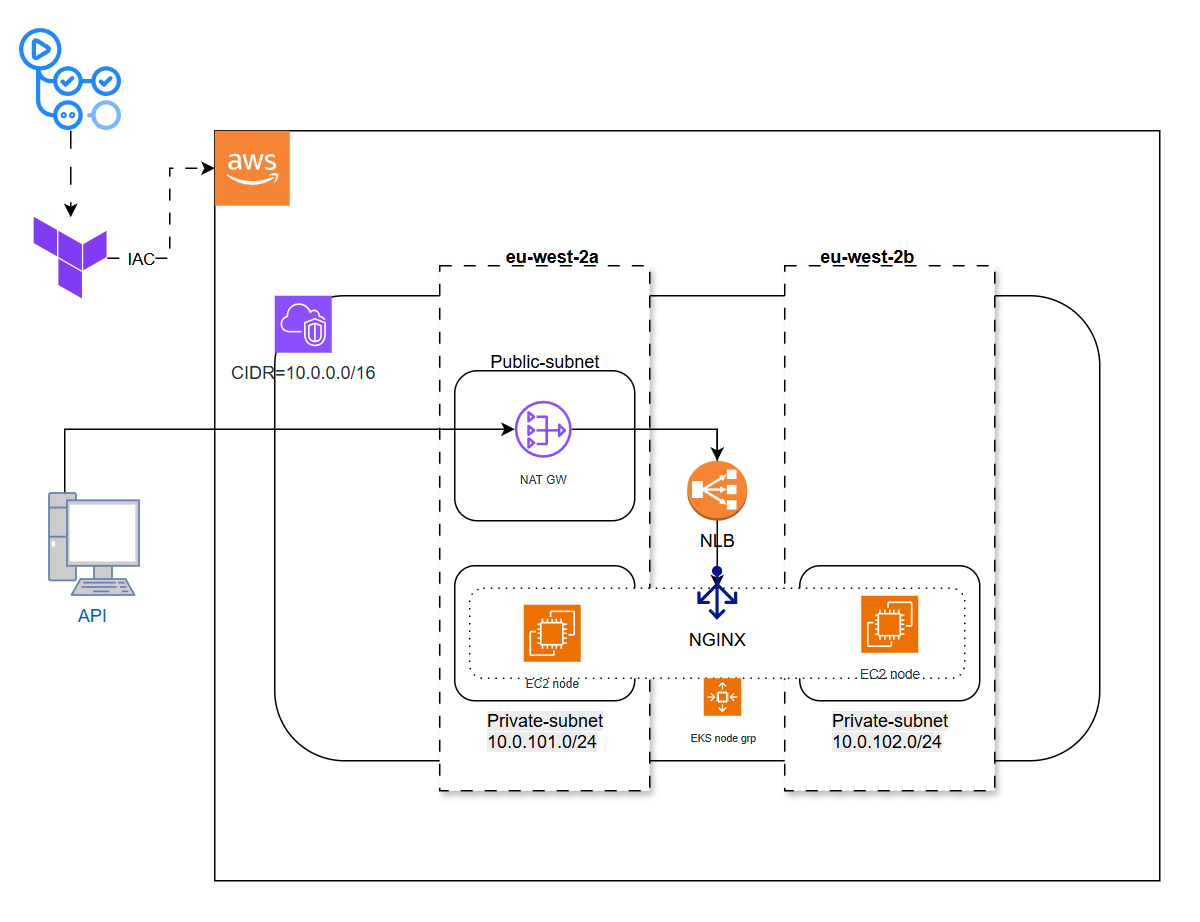 aws
IAC
eu-west-2a
eu-west-2b
Public-subnet
CIDR=10.0.0.0/16
NAT GW
NLB
API
NGINX
EC2 node
EC2 node
Private-subnet
10.0.101.0/24
EKS node grp
Private-subnet
10.0.102.0/24